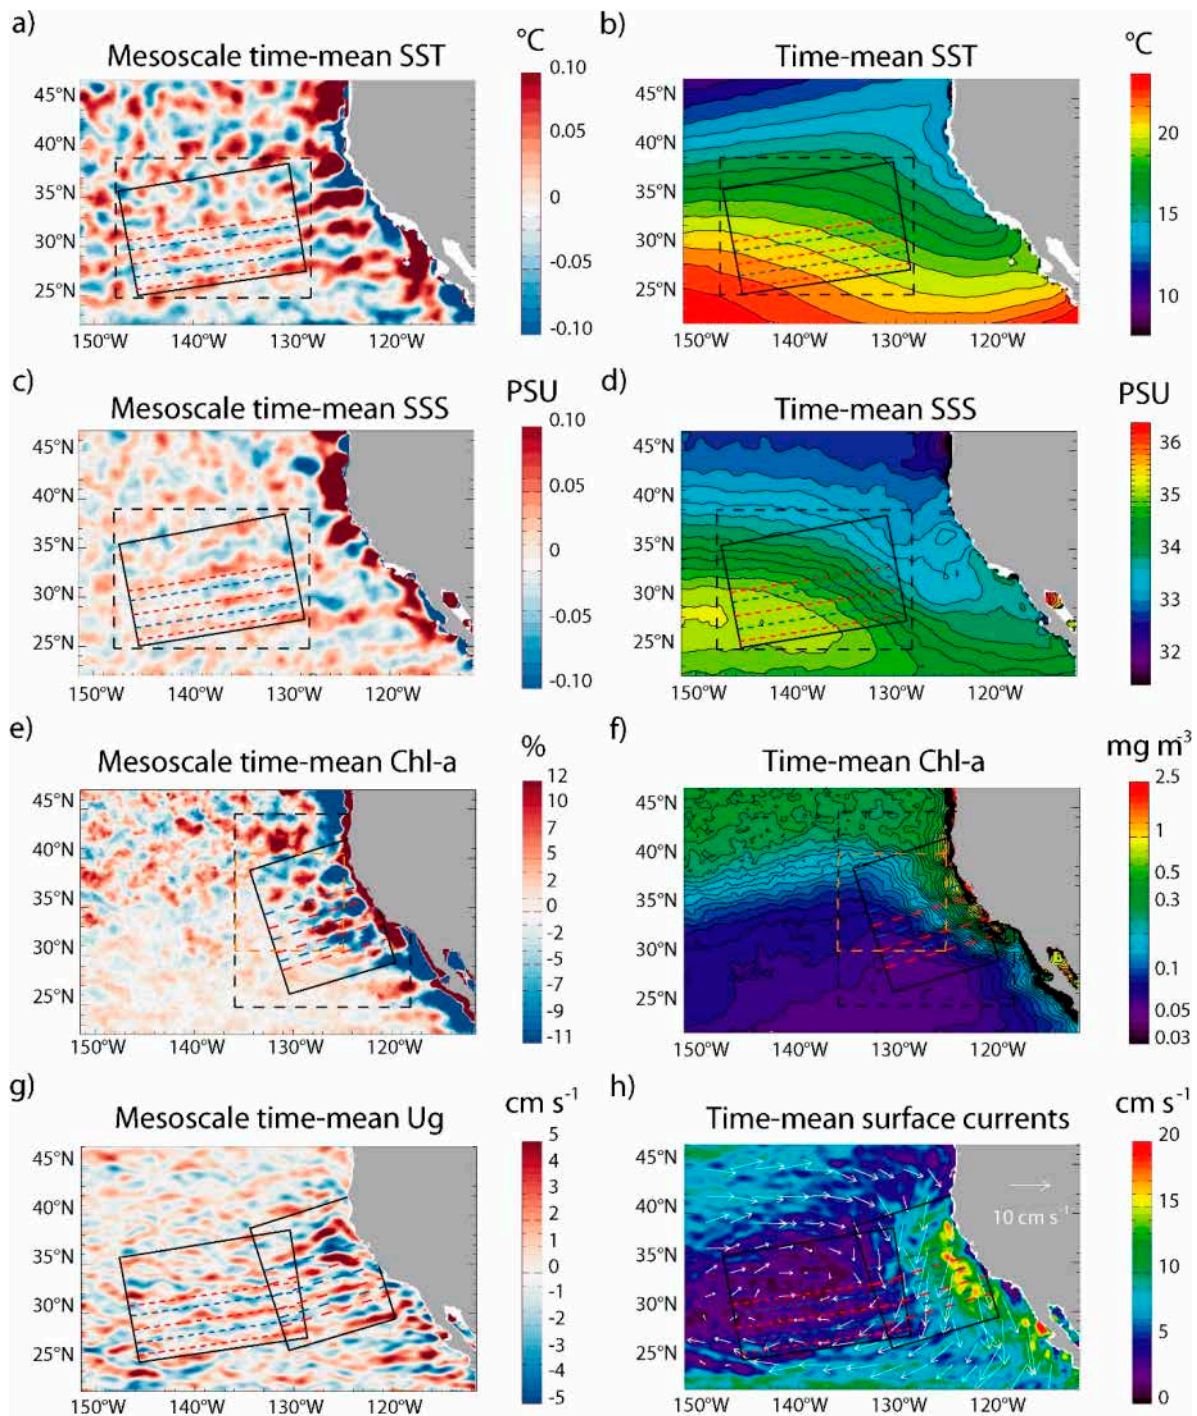 a)
Mesoscale time-mean SST
°C
45°N
40°N
35°N
30°N
25°N
150°W 140°W 130°W 120°W
0.10
0.05
0
-0.05
-0.10
b)
Time-mean SST
°C
45°N
40°N
35°N
30°N
25°N
150°W 140°W 130°W 120°W
20
15
10
c)
Mesoscale time-mean SSS
PSU
45°N
40°N
35°N
30°N
25°N
150°W 140°W 130°W 120°W
0.10
0.05
0
-0.05
-0.10
d)
Time-mean SSS
PSU
45°N
40°N
35°N
30°N
25°N
150°W 140°W 130°W 120°W
36
35
34
33
32
e)
Mesoscale time-mean Chl-a
%
45°N
40°N
35°N
30°N
25°N
150°W 140°W 130°W 120°W
12
10
7
5
2
0
-2
-5
-7
-9
-11
f)
Time-mean Chl-a
mg m⁻³
45°N
40°N
35°N
30°N
25°N
150°W 140°W 130°W 120°W
2.5
1
0.3
0.1
0.05
0.03
g)
Mesoscale time-mean Ug
cm s⁻¹
45°N
40°N
35°N
30°N
25°N
150°W 140°W 130°W 120°W
5
4
3
2
1
0
-1
-2
-3
-4
-5
h)
Time-mean surface currents
cm s⁻¹
45°N
40°N
35°N
30°N
25°N
150°W 140°W 130°W 120°W
10 cm s⁻¹
20
15
10
5
0